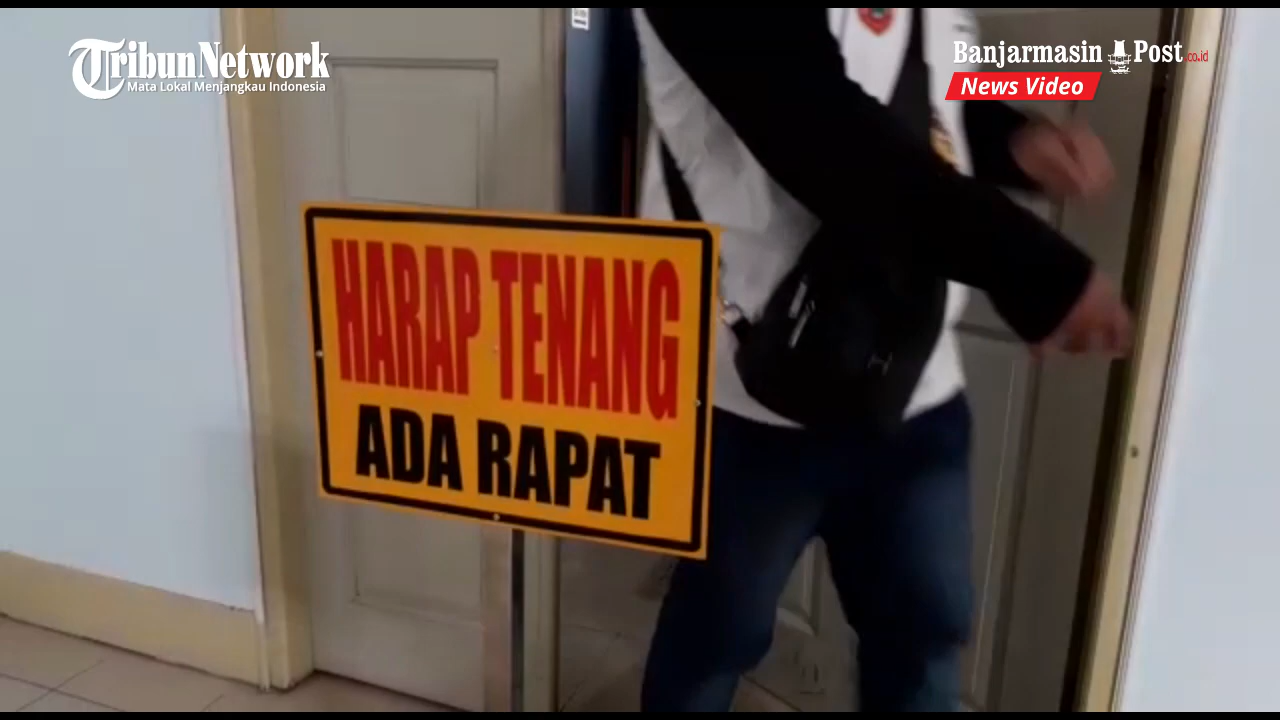 TribunNetwork
Mata Lokal Menjangkau Indonesia
Banjarmasin Post.co.id
News Video
HARAP TENANG
ADA RAPAT